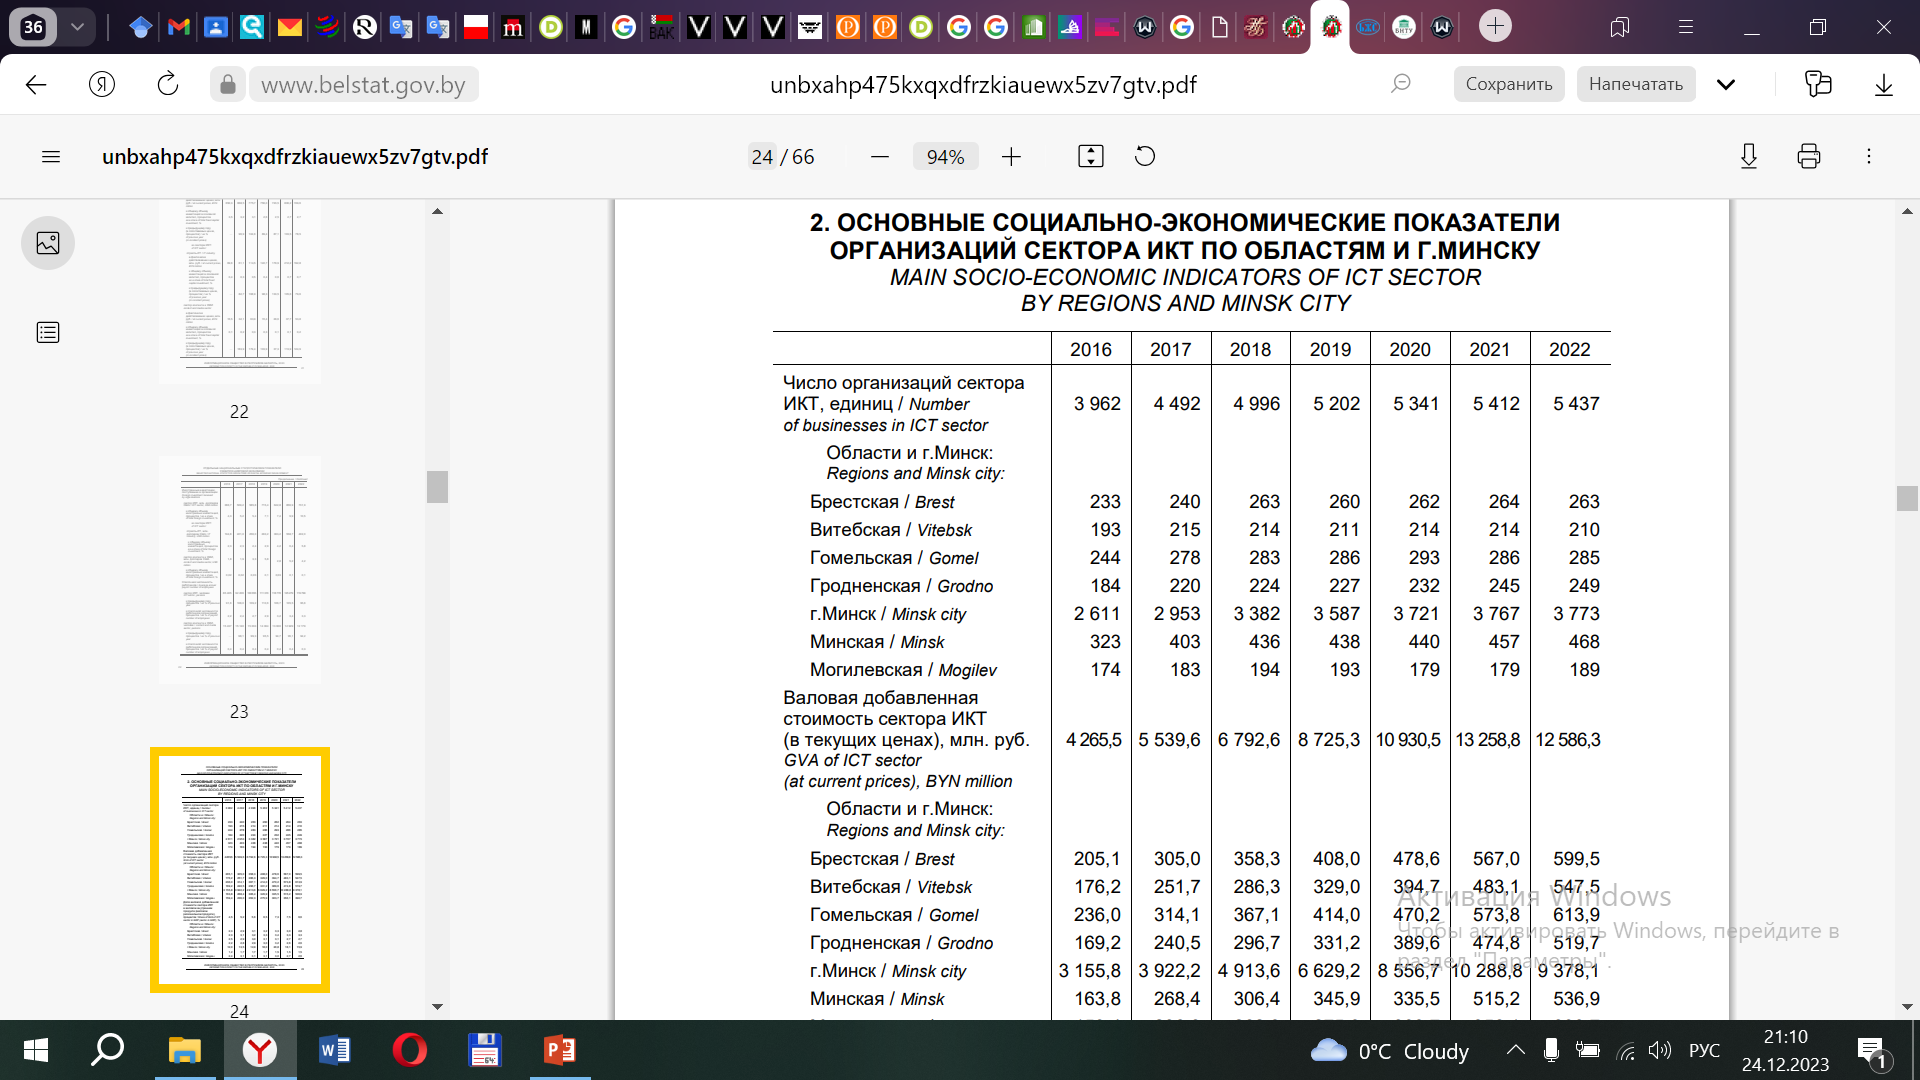 36
www.belstat.gov.by
unbxahp475kxqxdfrzkiauewx5zv7gtv.pdf
Сохранить
Напечатать
unbxahp475kxqxdfrzkiauewx5zv7gtv.pdf
24 / 66
94%
22
23
24
2. ОСНОВНЫЕ СОЦИАЛЬНО-ЭКОНОМИЧЕСКИЕ ПОКАЗАТЕЛИ
ОРГАНИЗАЦИЙ СЕКТОРА ИКТ ПО ОБЛАСТЯМ И Г.МИНСКУ
MAIN SOCIO-ECONOMIC INDICATORS OF ICT SECTOR
BY REGIONS AND MINSK CITY
2016 2017 2018 2019 2020 2021 2022
Число организаций сектора
ИКТ, единиц / Number 3 962 4 492 4 996 5 202 5 341 5 412 5 437
of businesses in ICT sector
Области и г.Минск:
Regions and Minsk city:
Брестская / Brest 233 240 263 260 262 264 263
Витебская / Vitebsk 193 215 214 211 214 214 210
Гомельская / Gomel 244 278 283 286 293 286 285
Гродненская / Grodno 184 220 224 227 232 245 249
г.Минск / Minsk city 2 611 2 953 3 382 3 587 3 721 3 767 3 773
Минская / Minsk 323 403 436 438 440 457 468
Могилевская / Mogilev 174 183 194 193 179 179 189
Валовая добавленная
стоимость сектора ИКТ
(в текущих ценах), млн. руб. 4 265,5 5 539,6 6 792,6 8 725,3 10 930,5 13 258,8 12 586,3
GVA of ICT sector
(at current prices), BYN million
Области и г.Минск:
Regions and Minsk city:
Брестская / Brest 205,1 305,0 358,3 408,0 478,6 567,0 599,5
Витебская / Vitebsk 176,2 251,7 286,3 329,0 394,7 483,1 547,5
Гомельская / Gomel 236,0 314,1 367,1 414,0 470,2 573,8 613,9
Гродненская / Grodno 169,2 240,5 296,7 331,2 389,6 474,8 519,7
г.Минск / Minsk city 3 155,8 3 922,2 4 913,6 6 629,2 8 556,7 10 288,8 9 378,1
Минская / Minsk 163,8 268,4 306,4 345,9 335,5 515,2 536,9
Активация Windows
Чтобы активировать Windows, перейдите в
раздел "Параметры".
0°C Cloudy
РУС
21:10
24.12.2023
1